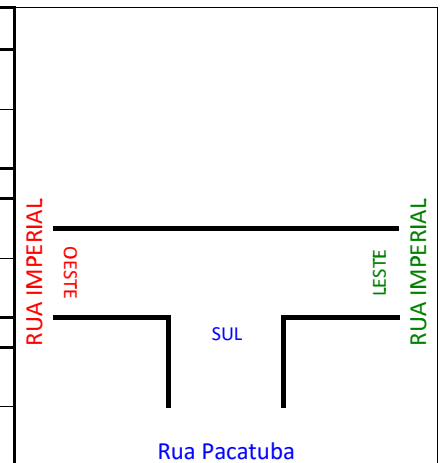 RUA IMPERIAL
OESTE
LESTE
RUA IMPERIAL
SUL
Rua Pacatuba